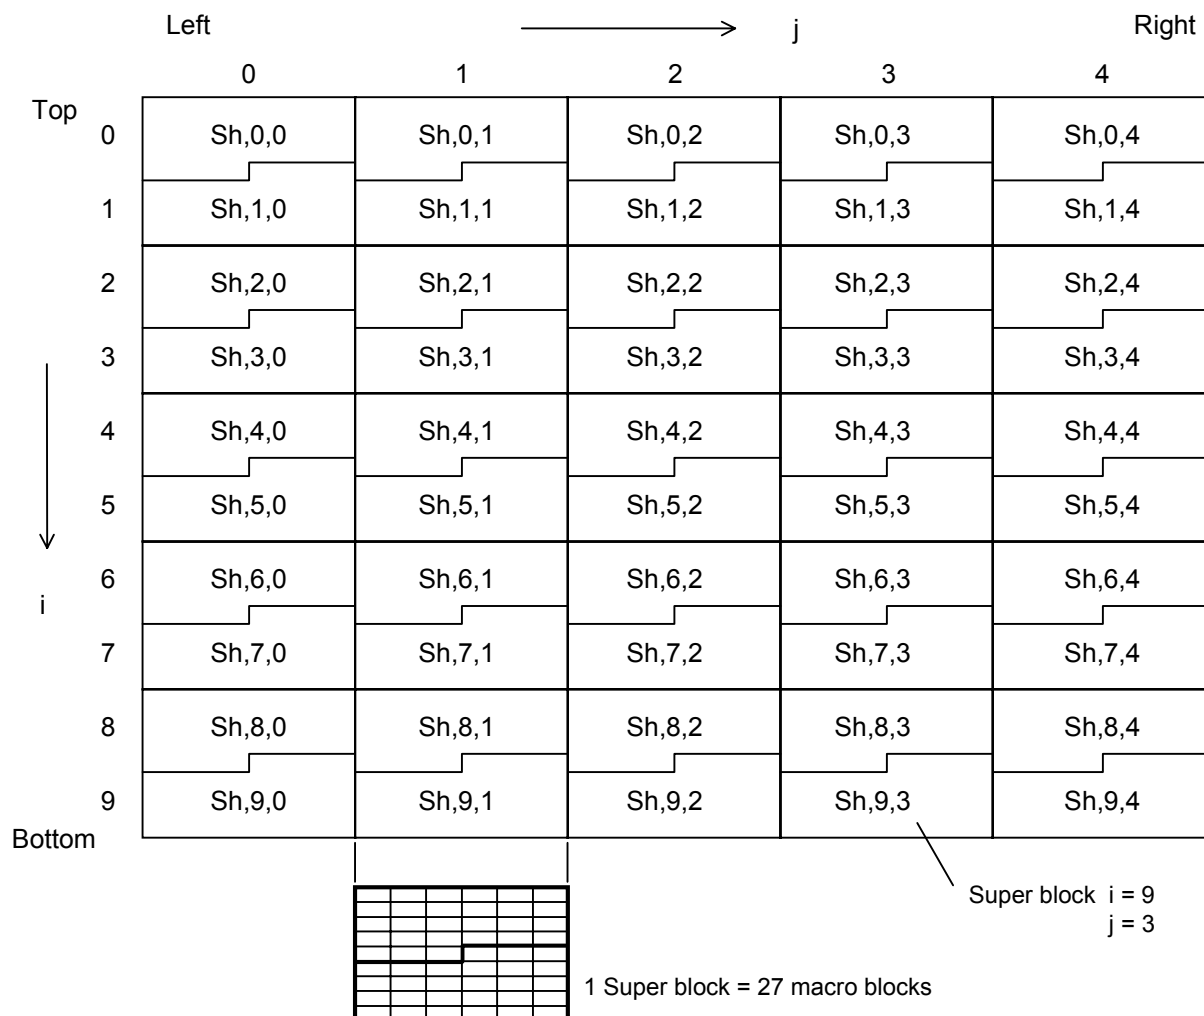 Left j Right
0 1 2 3 4
Top
0 Sh,0,0 Sh,0,1 Sh,0,2 Sh,0,3 Sh,0,4
1 Sh,1,0 Sh,1,1 Sh,1,2 Sh,1,3 Sh,1,4
2 Sh,2,0 Sh,2,1 Sh,2,2 Sh,2,3 Sh,2,4
3 Sh,3,0 Sh,3,1 Sh,3,2 Sh,3,3 Sh,3,4
4 Sh,4,0 Sh,4,1 Sh,4,2 Sh,4,3 Sh,4,4
5 Sh,5,0 Sh,5,1 Sh,5,2 Sh,5,3 Sh,5,4
6 Sh,6,0 Sh,6,1 Sh,6,2 Sh,6,3 Sh,6,4
i
7 Sh,7,0 Sh,7,1 Sh,7,2 Sh,7,3 Sh,7,4
8 Sh,8,0 Sh,8,1 Sh,8,2 Sh,8,3 Sh,8,4
9 Sh,9,0 Sh,9,1 Sh,9,2 Sh,9,3 Sh,9,4
Bottom
Super block i = 9
j = 3
1 Super block = 27 macro blocks